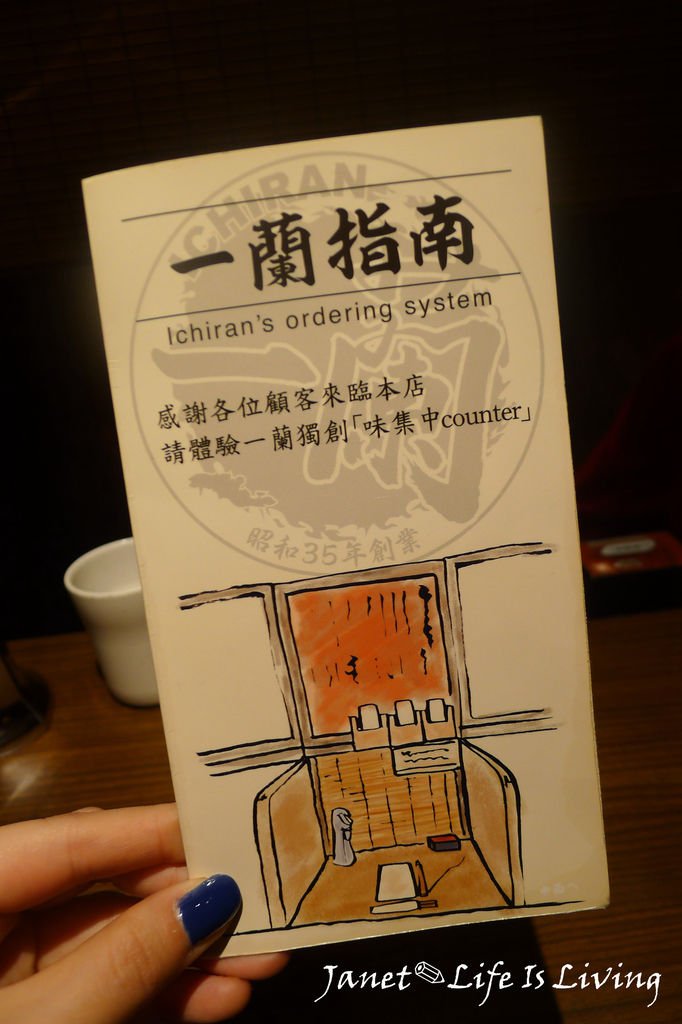 ICHIRAN
一蘭指南
Ichiran's ordering system
一蘭
感謝各位顧客來臨本店
請體驗一蘭獨創「味集中counter」
昭和35年創業
Janet Life Is Living